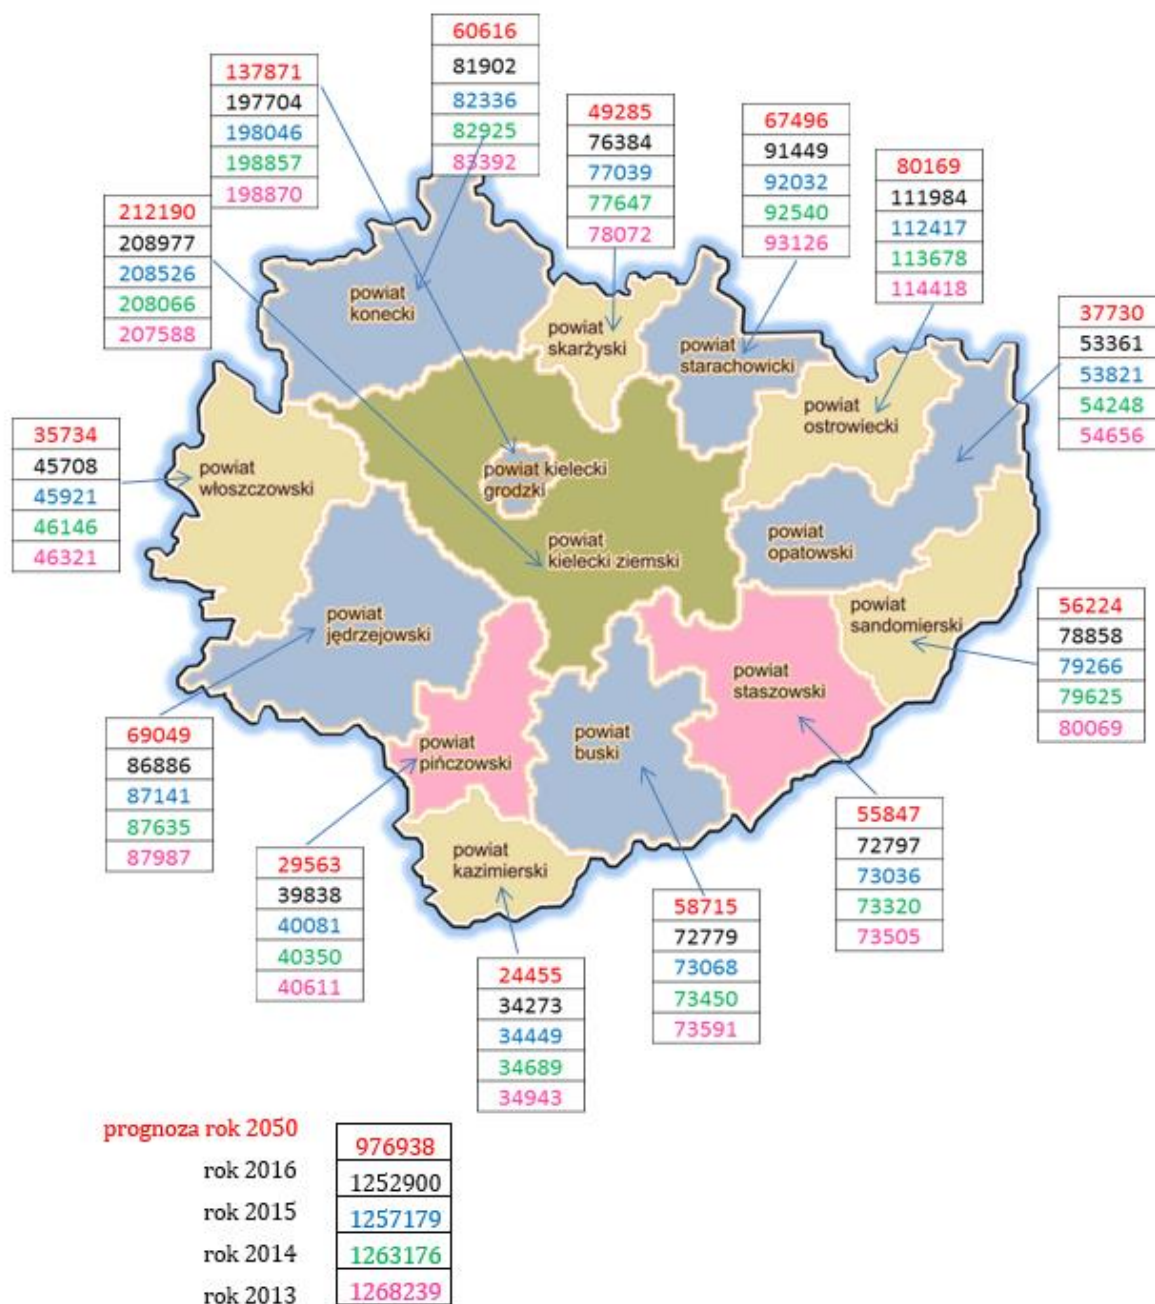 60616
81902
82336
82925
83392
137871
197704
198046
198857
198870
49285
76384
77039
77647
78072
67496
91449
92032
92540
93126
80169
111984
112417
113678
114418
212190
208977
208526
208066
207588
37730
53361
53821
54248
54656
powiat
konecki
powiat
skarżyski
powiat
starachowicki
powiat
ostrowiecki
35734
45708
45921
46146
46321
powiat
włoszczowski
powiat kielecki
grodzki
powiat
kielecki ziemski
powiat
opatowski
powiat
sandomierski
56224
78858
79266
79625
80069
powiat
jędrzejowski
powiat
staszowski
powiat
pińczowski
powiat
buski
powiat
kazimierski
69049
86886
87141
87635
87987
29563
39838
40081
40350
40611
24455
34273
34449
34689
34943
58715
72779
73068
73450
73591
55847
72797
73036
73320
73505
prognoza rok 2050 976938
rok 2016 1252900
rok 2015 1257179
rok 2014 1263176
rok 2013 1268239